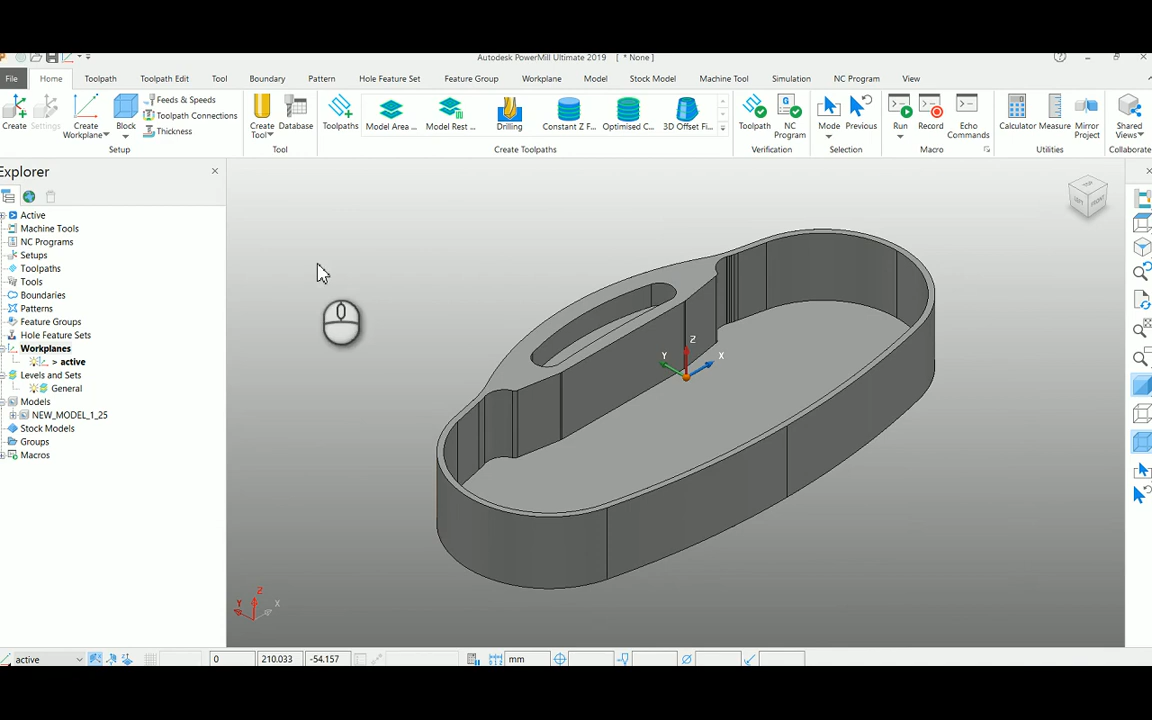 Autodesk PowerMill Ultimate 2019 [ * None ]
File Home Toolpath Toolpath Edit Tool Boundary Pattern Hole Feature Set Feature Group Workplane Model Stock Model Machine Tool Simulation NC Program View
Create
Settings
Create
Workplane
Block
Feeds & Speeds
Toolpath Connections
Thickness
Setup
Create
Tool
Database
Tool
Toolpaths
Model Area ...
Model Rest ...
Drilling
Constant Z F...
Optimised C...
3D Offset Fi...
Create Toolpaths
Toolpath
NC
Program
Verification
Mode
Previous
Selection
Run
Record
Echo
Commands
Macro
Calculator
Measure
Mirror
Project
Utilities
Shared
Views
Collaborate
Explorer
Active
Machine Tools
NC Programs
Setups
Toolpaths
Tools
Boundaries
Patterns
Feature Groups
Hole Feature Sets
Workplanes
> active
Levels and Sets
General
Models
NEW_MODEL_1_25
Stock Models
Groups
Macros
TOP
LEFT
FRONT
Z
Y
X
Z
Y
X
active
0
210.033
-54.157
mm